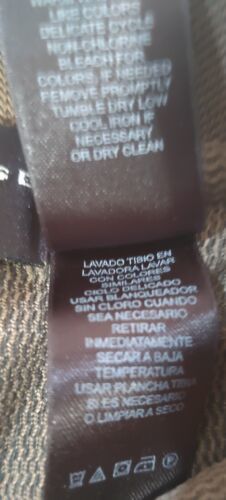 LIKE COLORS
DELICATE CYCLE
NON-CHLORINE
BLEACH FOR
COLORS, IF NEEDED
REMOVE PROMPTLY
TUMBLE DRY LOW
COOL IRON IF
NECESSARY
OR DRY CLEAN
LAVADO TIBIO EN
LAVADORA LAVAR
CON COLORES
SIMILARES
CICLO DELICADO
USAR BLANQUEADOR
SIN CLORO CUANDO
SEA NECESARIO
RETIRAR
INMEDIATAMENTE
SECAR A BAJA
TEMPERATURA
USAR PLANCHA TIBIA
SI ES NECESARIO
O LIMPIAR A SECO